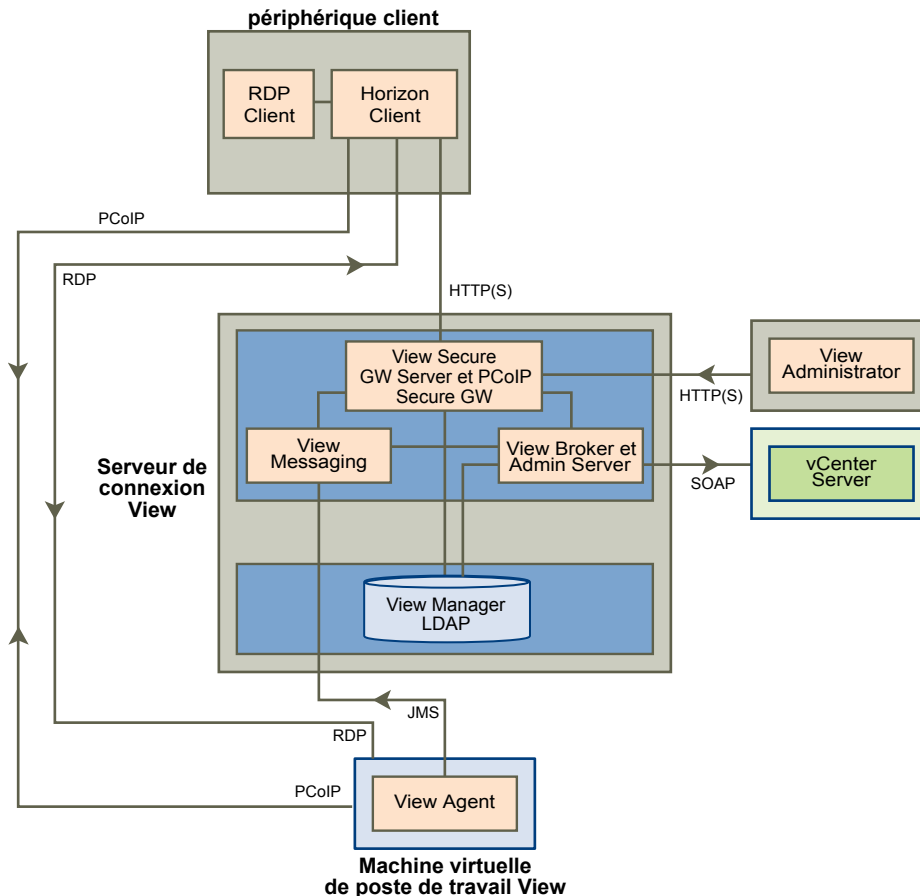 périphérique client
RDP
Client
Horizon
Client
PCoIP
RDP
HTTP(S)
View Secure
GW Server et PCoIP
Secure GW
View
Administrator
HTTP(S)
View
Messaging
View Broker et
Admin Server
Serveur de
connexion
View
vCenter
Server
SOAP
View Manager
LDAP
JMS
RDP
PCoIP
View Agent
Machine virtuelle
de poste de travail View